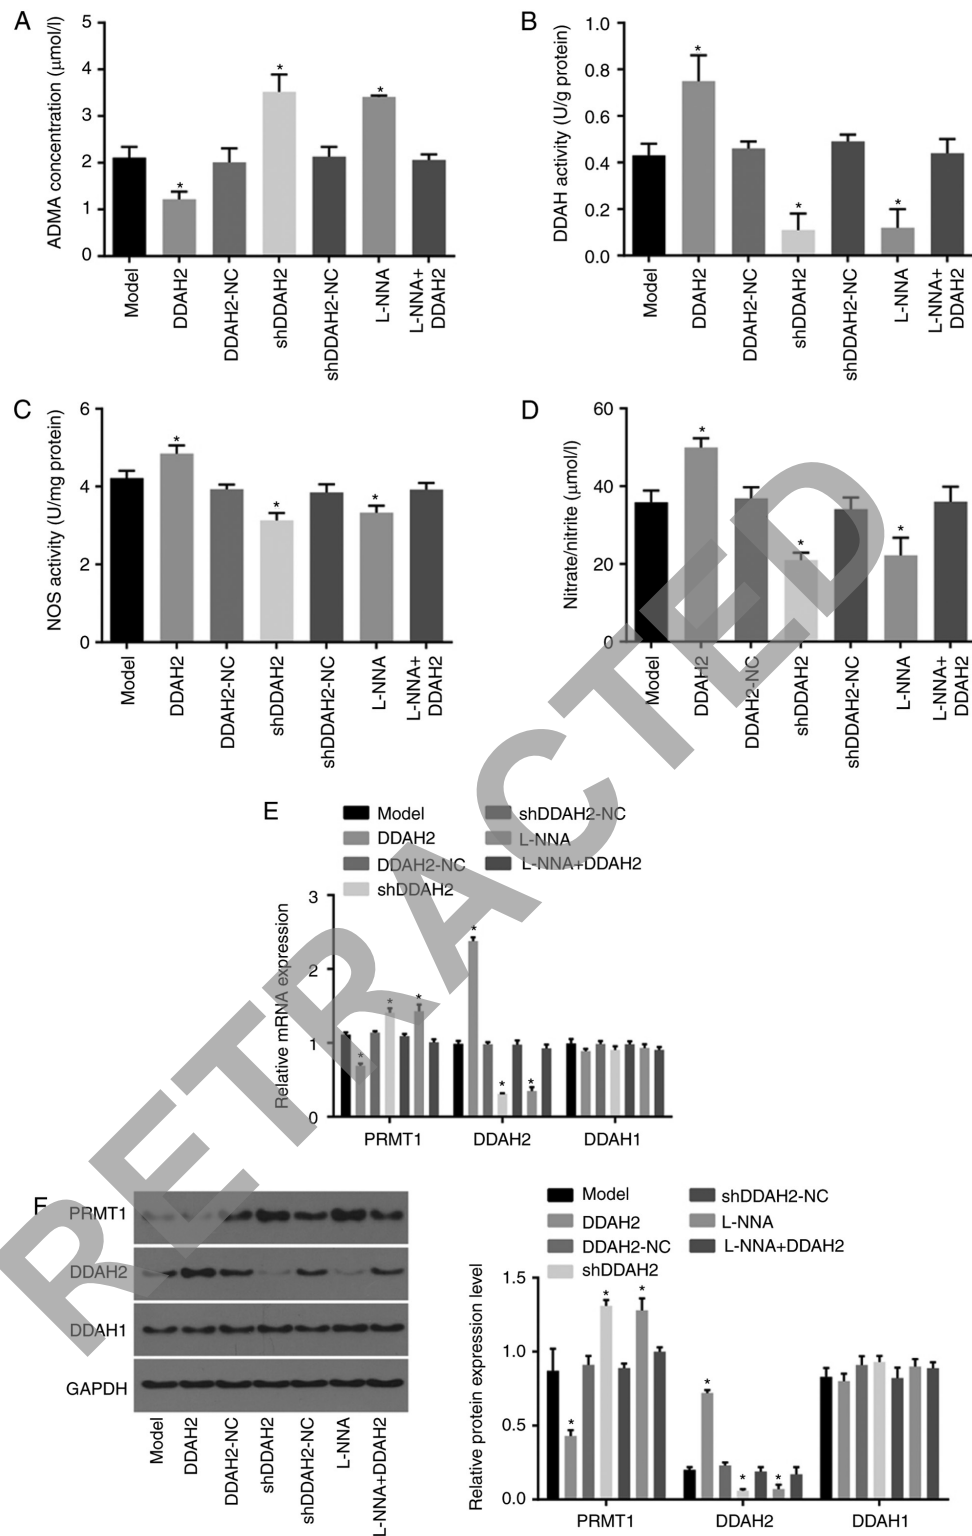 A
ADMA concentration (μmol/l)
5
4
3
2
1
0
*
*
*
Model
DDAH2
DDAH2-NC
shDDAH2
shDDAH2-NC
L-NNA
L-NNA+
DDAH2
B
DDAH activity (U/g protein)
1.0
0.8
0.6
0.4
0.2
0.0
*
*
*
Model
DDAH2
DDAH2-NC
shDDAH2
shDDAH2-NC
L-NNA
L-NNA+
DDAH2
C
NOS activity (U/mg protein)
6
4
2
0
*
*
*
Model
DDAH2
DDAH2-NC
shDDAH2
shDDAH2-NC
L-NNA
L-NNA+
DDAH2
D
Nitrate/nitrite (μmol/l)
60
40
20
0
*
*
*
Model
DDAH2
DDAH2-NC
shDDAH2
shDDAH2-NC
L-NNA
L-NNA+
DDAH2
E
Model
DDAH2
DDAH2-NC
shDDAH2
shDDAH2-NC
L-NNA
L-NNA+DDAH2
Relative mRNA expression
3
2
1
0
*
*
*
*
*
*
PRMT1
DDAH2
DDAH1
F
PRMT1
DDAH2
DDAH1
GAPDH
Model
DDAH2
DDAH2-NC
shDDAH2
shDDAH2-NC
L-NNA
L-NNA+DDAH2
Model
DDAH2
DDAH2-NC
shDDAH2
shDDAH2-NC
L-NNA
L-NNA+DDAH2
Relative protein expression level
1.5
1.0
0.5
0.0
*
*
*
*
*
*
PRMT1
DDAH2
DDAH1
RETRACTED